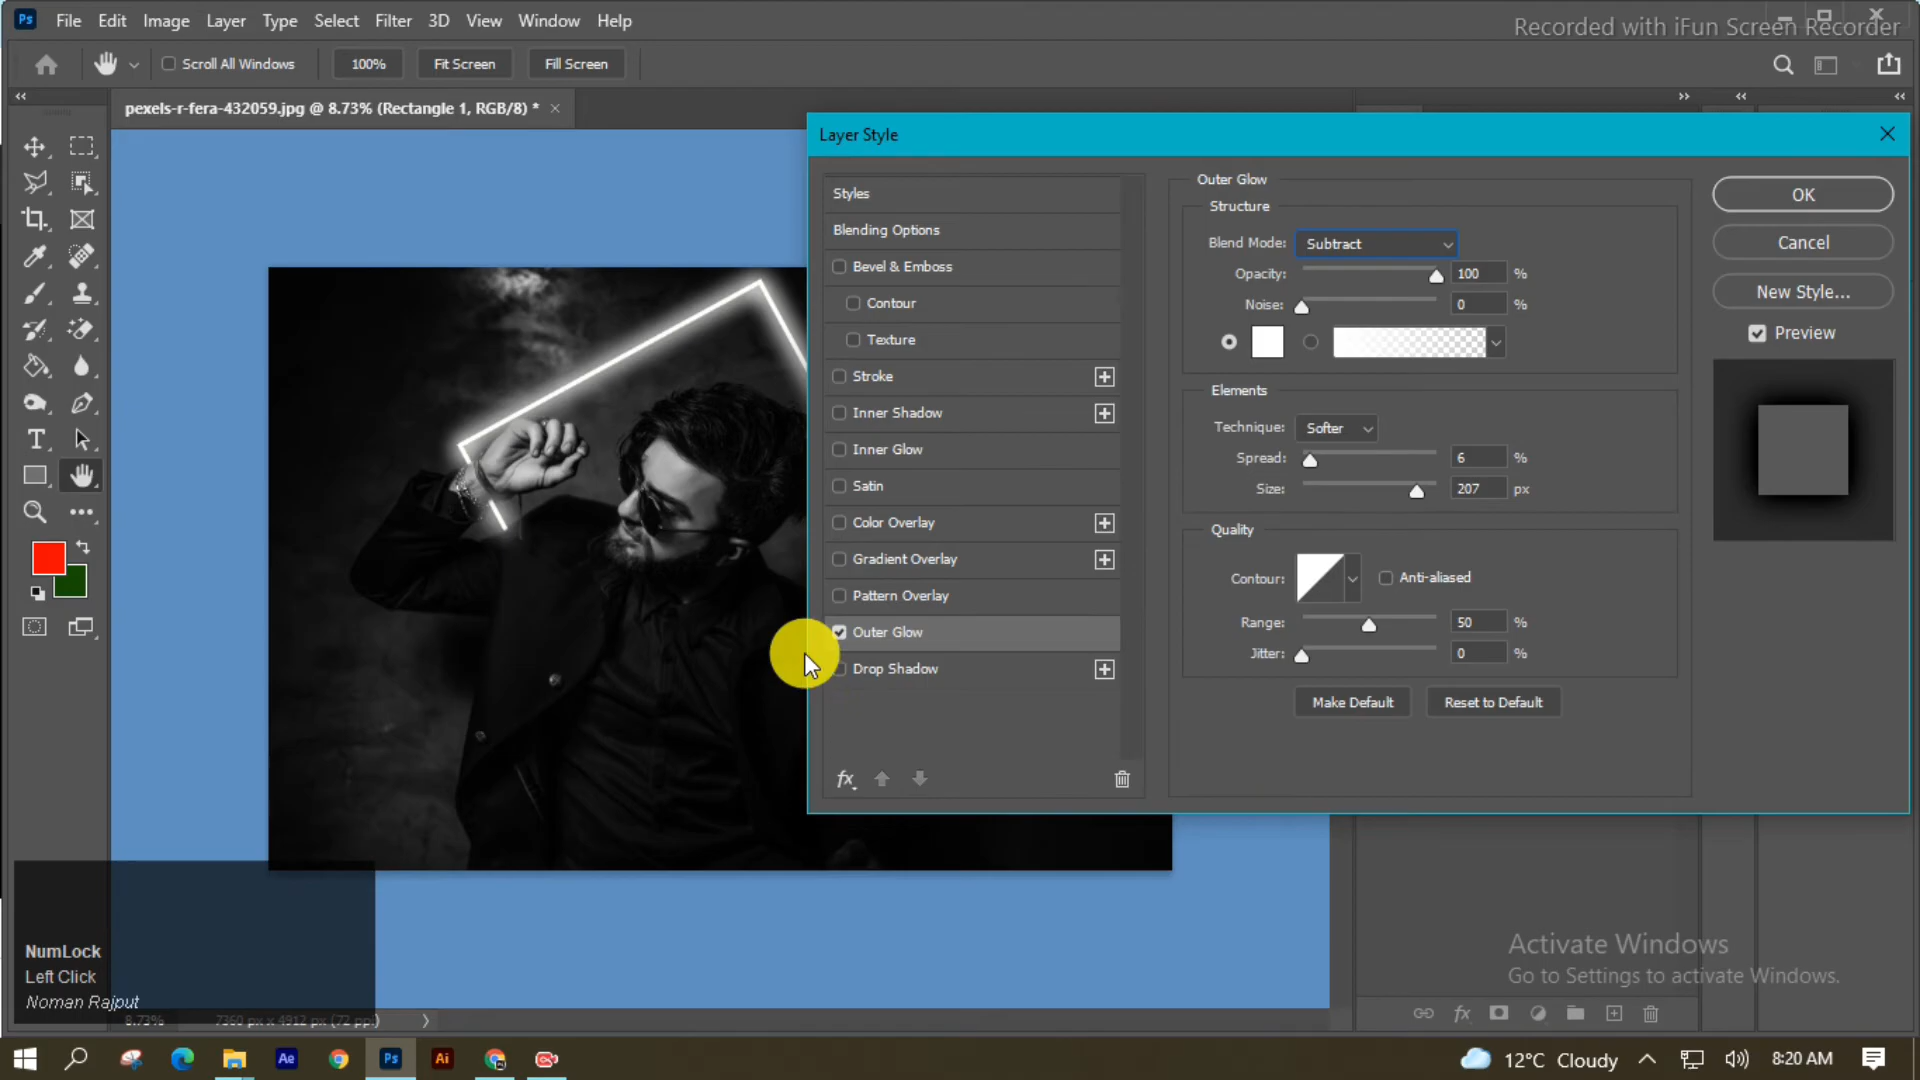 Ps File Edit Image Layer Type Select Filter 3D View Window Help
Recorded with iFun Screen Recorder
Scroll All Windows 100% Fit Screen Fill Screen
pexels-r-fera-432059.jpg @ 8.73% (Rectangle 1, RGB/8) *
Layer Style
Styles
Blending Options
Bevel & Emboss
Contour
Texture
Stroke
Inner Shadow
Inner Glow
Satin
Color Overlay
Gradient Overlay
Pattern Overlay
Outer Glow
Drop Shadow
fx
Outer Glow
Structure
Blend Mode: Subtract
Opacity: 100 %
Noise: 0 %
Elements
Technique: Softer
Spread: 6 %
Size: 207 px
Quality
Contour: Anti-aliased
Range: 50 %
Jitter: 0 %
Make Default Reset to Default
OK
Cancel
New Style...
Preview
NumLock
Left Click
Noman Rajput
8.73% 7360 px x 4912 px (72 ppi)
Activate Windows
Go to Settings to activate Windows.
fx
Ae Ps Ai 12°C Cloudy 8:20 AM